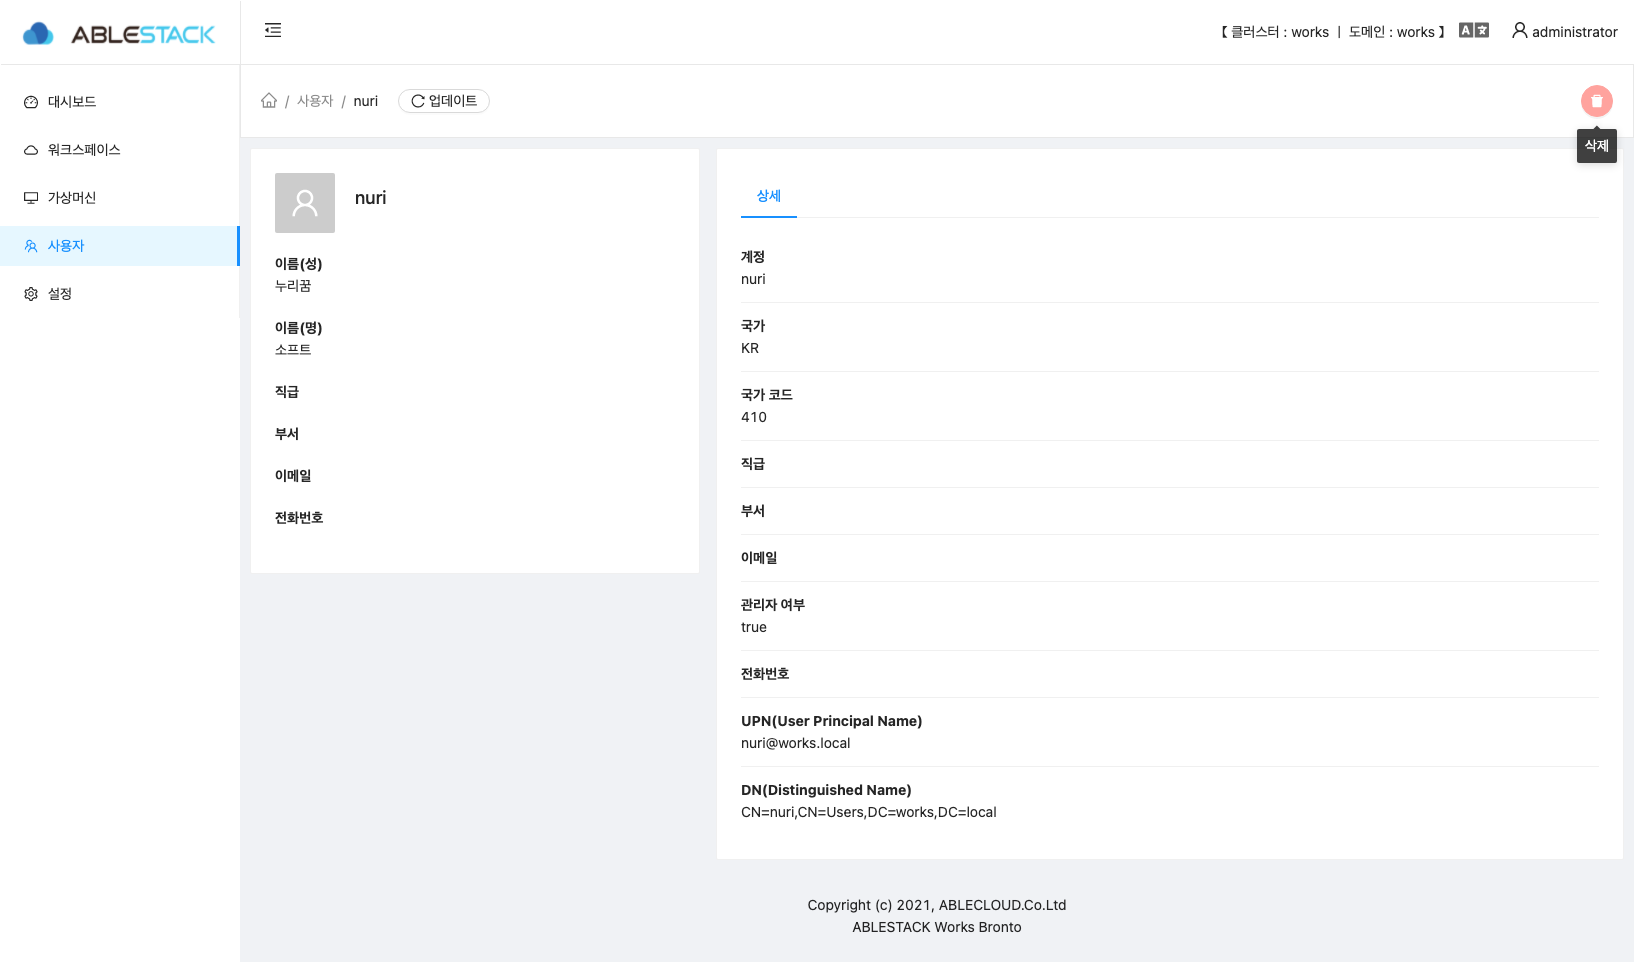 ABLESTACK
【 클러스터 : works ㅣ 도메인 : works 】
administrator
대시보드
워크스페이스
가상머신
사용자
설정
/ 사용자 / nuri
업데이트
삭제
nuri
이름(성)
누리꿈
이름(명)
소프트
직급
부서
이메일
전화번호
상세
계정
nuri
국가
KR
국가 코드
410
직급
부서
이메일
관리자 여부
true
전화번호
UPN(User Principal Name)
nuri@works.local
DN(Distinguished Name)
CN=nuri,CN=Users,DC=works,DC=local
Copyright (c) 2021, ABLECLOUD.Co.Ltd
ABLESTACK Works Bronto